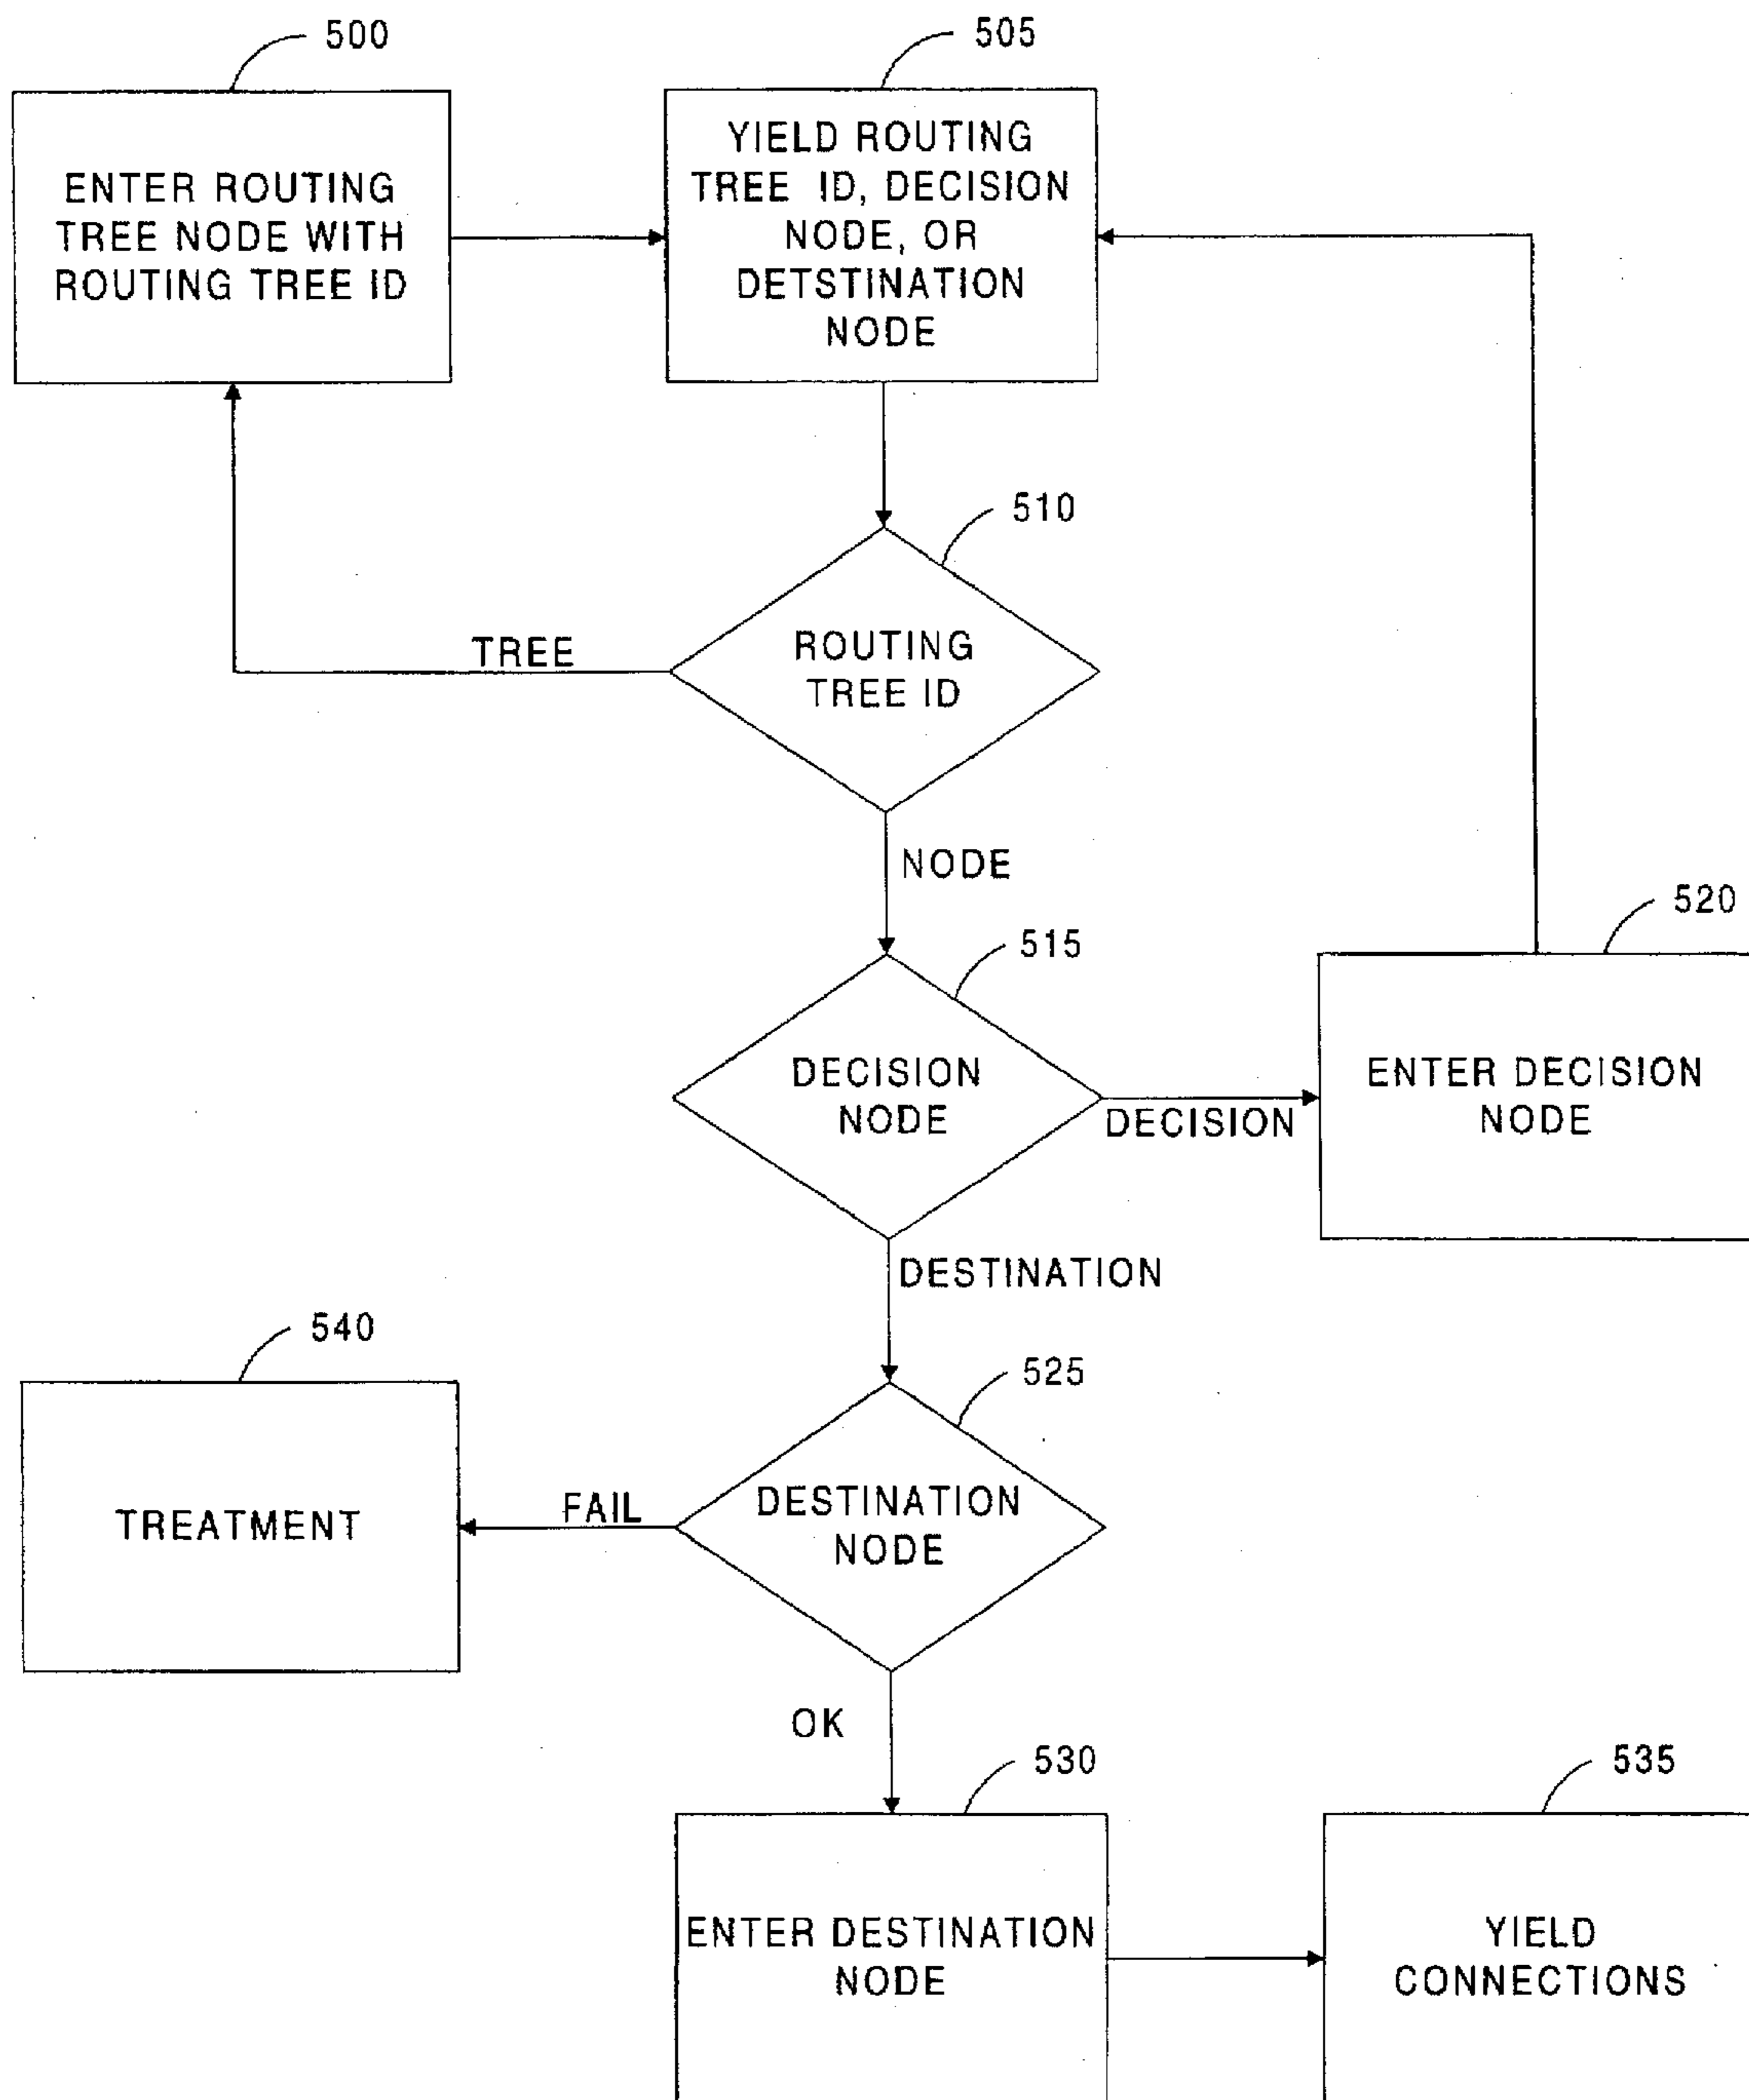 500
ENTER ROUTING
TREE NODE WITH
ROUTING TREE ID
505
YIELD ROUTING
TREE ID, DECISION
NODE, OR
DETSTINATION
NODE
510
ROUTING
TREE ID
TREE
NODE
515
DECISION
NODE
DECISION
520
ENTER DECISION
NODE
DESTINATION
525
DESTINATION
NODE
FAIL
540
TREATMENT
OK
530
ENTER DESTINATION
NODE
535
YIELD
CONNECTIONS